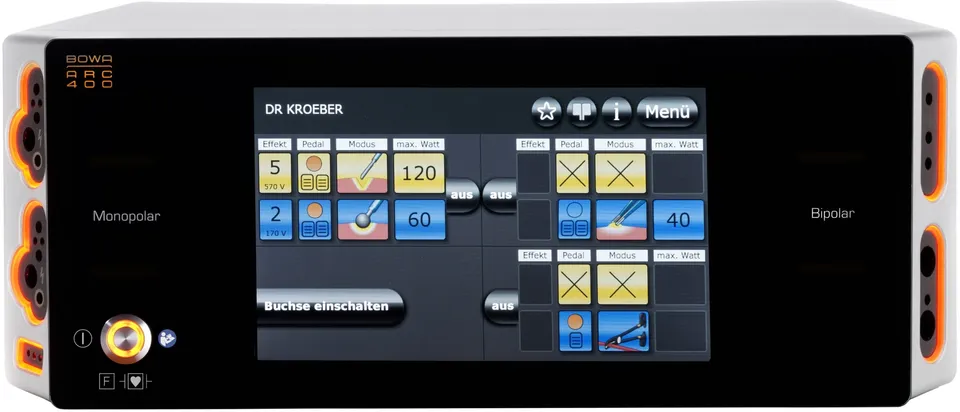 BOWA
ARC
400
DR KROEBER
i
Menü
Effekt Pedal Modus max. Watt
5
570 V
120
aus
2
170 V
60
Effekt Pedal Modus max. Watt
aus
40
Effekt Pedal Modus max. Watt
Buchse einschalten
aus
Monopolar
Bipolar
F